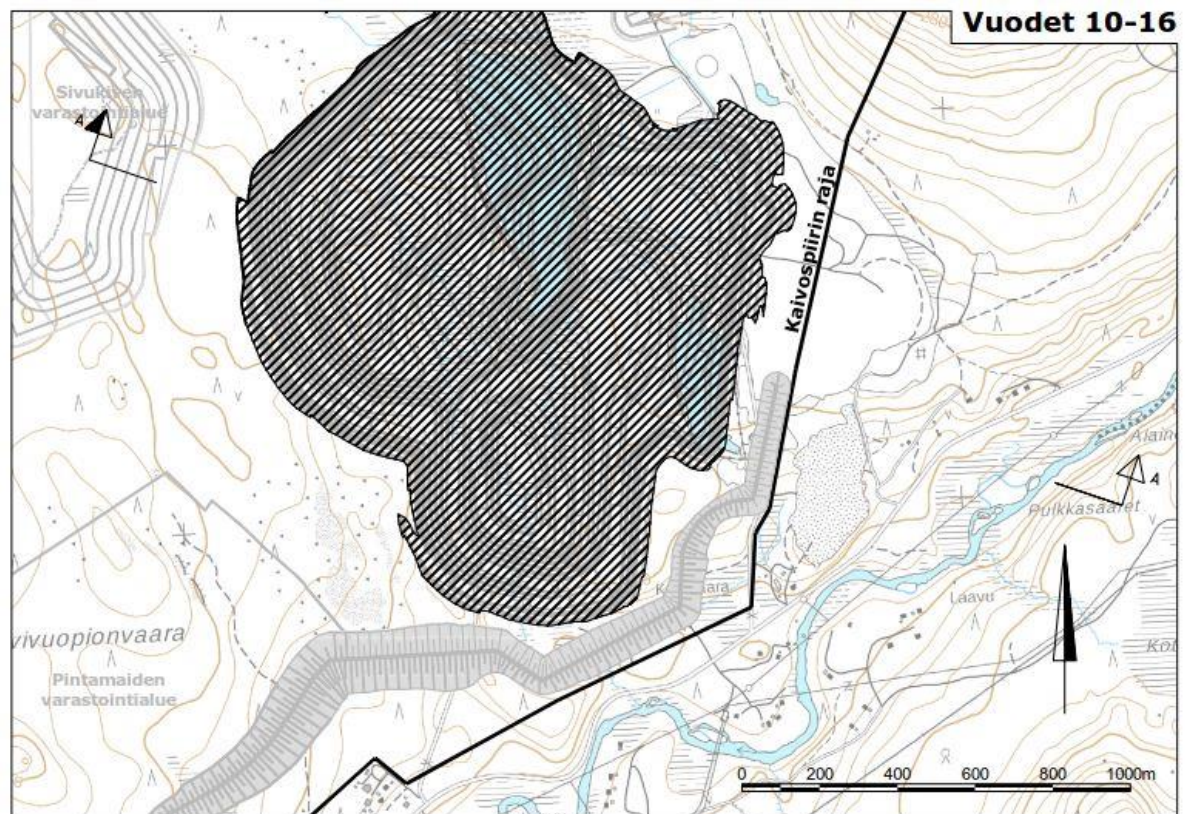 Vuodet 10-16
Sivukiven
varastointialue
A
Kaivospiirin raja
A
Pulkkasaaret
Laavu
vivuopionvaara
Pintamaiden
varastointialue
0 200 400 600 800 1000m